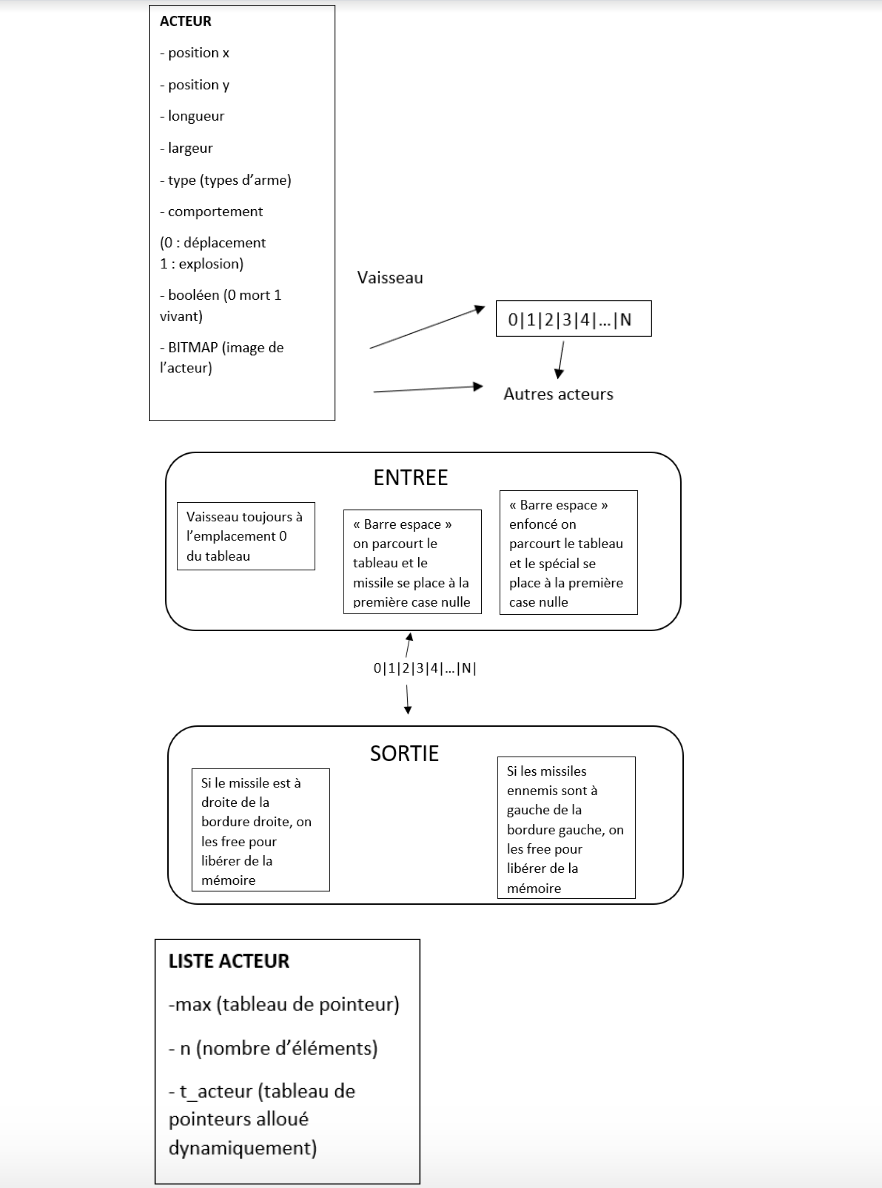 ACTEUR
- position x
- position y
- longueur
- largeur
- type (types d'arme)
- comportement
(0 : déplacement
1 : explosion)
- booléen (0 mort 1
vivant)
- BITMAP (image de
l'acteur)
Vaisseau
0|1|2|3|4|...|N
Autres acteurs
ENTREE
Vaisseau toujours à
l'emplacement 0
du tableau
« Barre espace »
on parcourt le
tableau et le
missile se place à la
première case nulle
« Barre espace »
enfoncé on
parcourt le tableau
et le spécial se
place à la première
case nulle
0|1|2|3|4|...|N|
SORTIE
Si le missile est à
droite de la
bordure droite, on
les free pour
libérer de la
mémoire
Si les missiles
ennemis sont à
gauche de la
bordure gauche, on
les free pour
libérer de la
mémoire
LISTE ACTEUR
-max (tableau de pointeur)
- n (nombre d'éléments)
- t_acteur (tableau de
pointeurs alloué
dynamiquement)